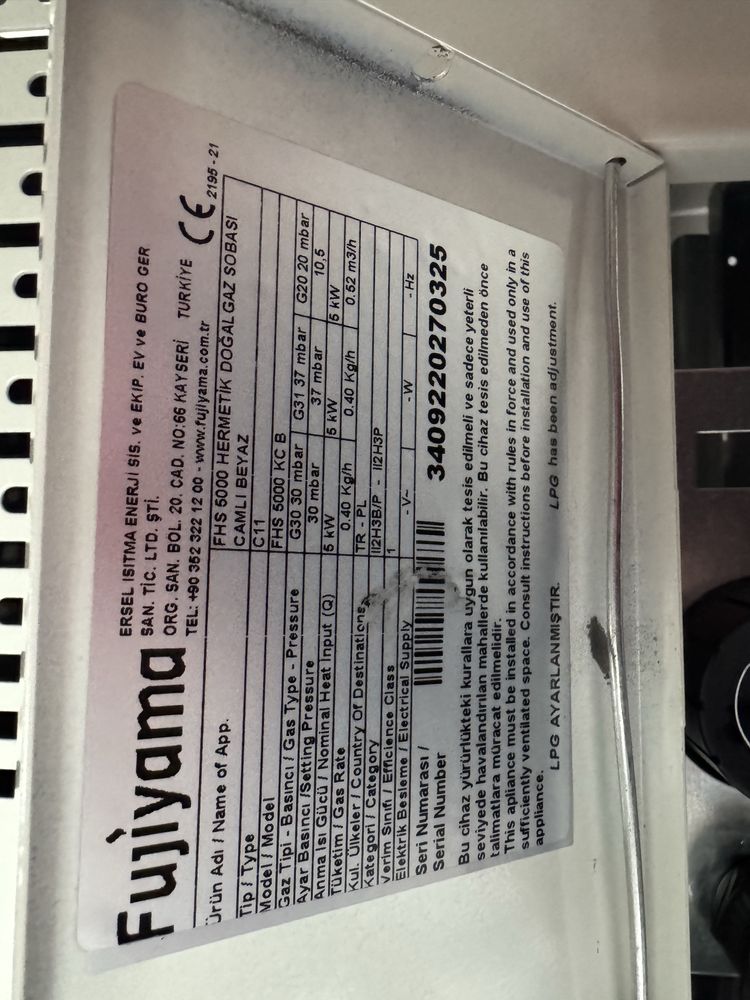 Fujiyama
ERSEL ISITMA ENERJİ SİS. ve EKİP. EV ve BURO GER
SAN. TİC. LTD. ŞTİ.
ORG. SAN. BÖL. 20. CAD. NO:66 KAYSERİ TURKİYE
TEL: +90 352 322 12 00 - www.fujiyama.com.tr
CE 2195 - 21
Ürün Adı / Name of App. FHS 5000 HERMETİK DOĞALGAZ SOBASI
CAMLI BEYAZ
Tip / Type C11
Model / Model FHS 5000 KC B
Gaz Tipi - Basıncı / Gas Type - Pressure G30 30 mbar G31 37 mbar G20 20 mbar
Ayar Basıncı /Setting Pressure 30 mbar 37 mbar 10,5
Anma Isı Gücü / Nominal Heat Input (Q) 5 kW 5 kW 5 kW
Tüketim / Gas Rate 0.40 Kg/h 0.40 Kg/h 0.52 m3/h
Kul. Ülkeler / Country Of Destinations TR - PL
Kategori / Category II2H3B/P - II2H3P
Verim Sınıfı / Efficience Class 1
Elektrik Besleme / Electrical Supply - V- - W - Hz
Seri Numarası /
Serial Number 3409220270325
Bu cihaz yürürlükteki kurallara uygun olarak tesis edilmeli ve sadece yeterli
seviyede havalandırılan mahallerde kullanılabilir. Bu cihaz tesis edilmeden önce
talimatlara müracat edilmelidir.
This apliance must be installed in accordance with rules in force and used only in a
sufficiently ventilated space. Consult instructions before installation and use of this
appliance.
LPG AYARLANMIŞTIR. LPG has been adjustment.